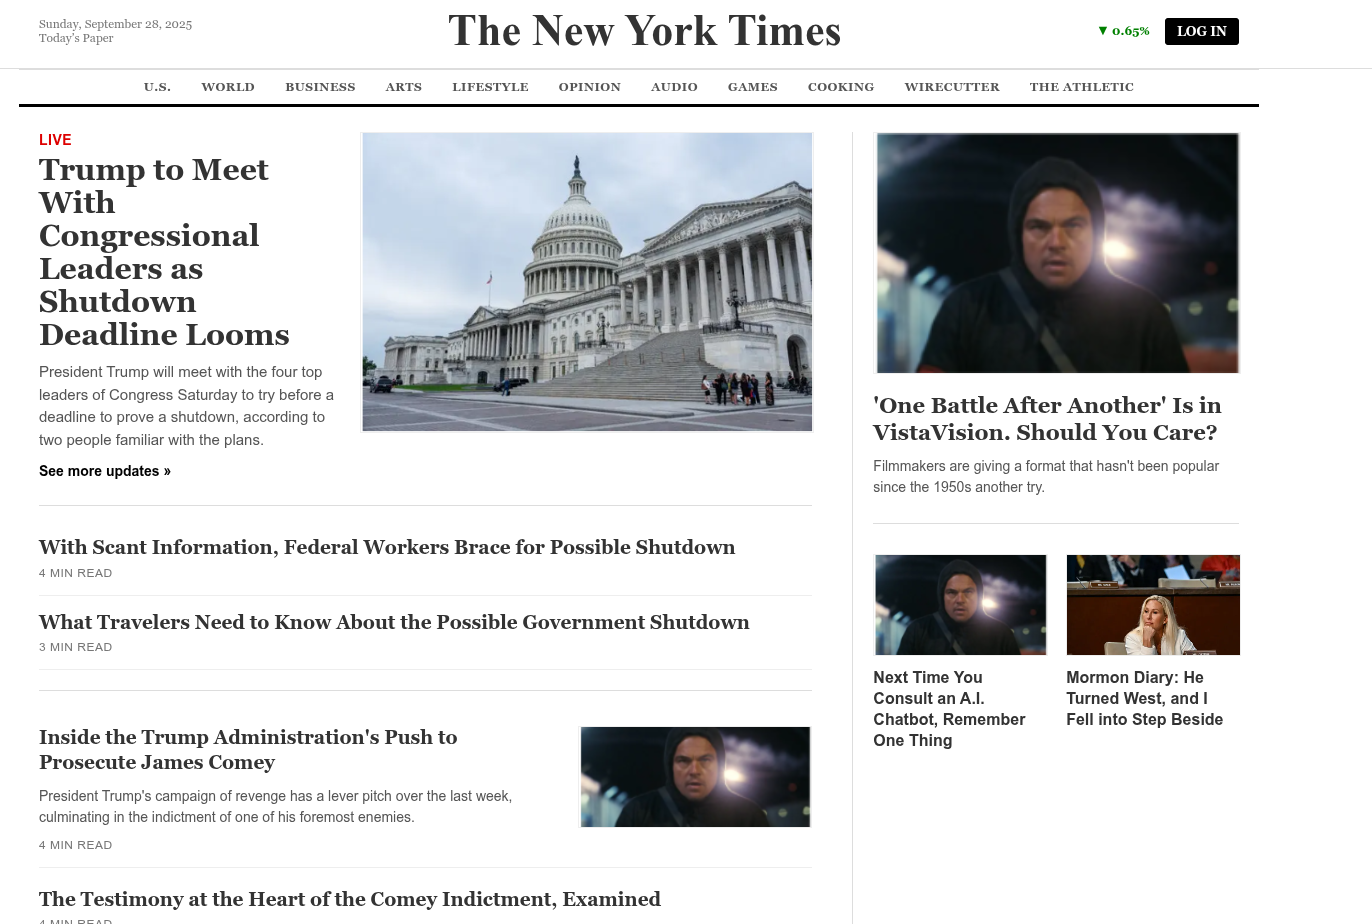 Sunday, September 28, 2025
Today's Paper
The New York Times
▼ 0.65%
LOG IN
U.S. WORLD BUSINESS ARTS LIFESTYLE OPINION AUDIO GAMES COOKING WIRECUTTER THE ATHLETIC
LIVE
Trump to Meet
With
Congressional
Leaders as
Shutdown
Deadline Looms
President Trump will meet with the four top
leaders of Congress Saturday to try before a
deadline to prove a shutdown, according to
two people familiar with the plans.
See more updates »
With Scant Information, Federal Workers Brace for Possible Shutdown
4 MIN READ
What Travelers Need to Know About the Possible Government Shutdown
3 MIN READ
Inside the Trump Administration's Push to
Prosecute James Comey
President Trump's campaign of revenge has a lever pitch over the last week,
culminating in the indictment of one of his foremost enemies.
4 MIN READ
The Testimony at the Heart of the Comey Indictment, Examined
4 MIN READ
'One Battle After Another' Is in
VistaVision. Should You Care?
Filmmakers are giving a format that hasn't been popular
since the 1950s another try.
Next Time You
Consult an A.I.
Chatbot, Remember
One Thing
Mormon Diary: He
Turned West, and I
Fell into Step Beside